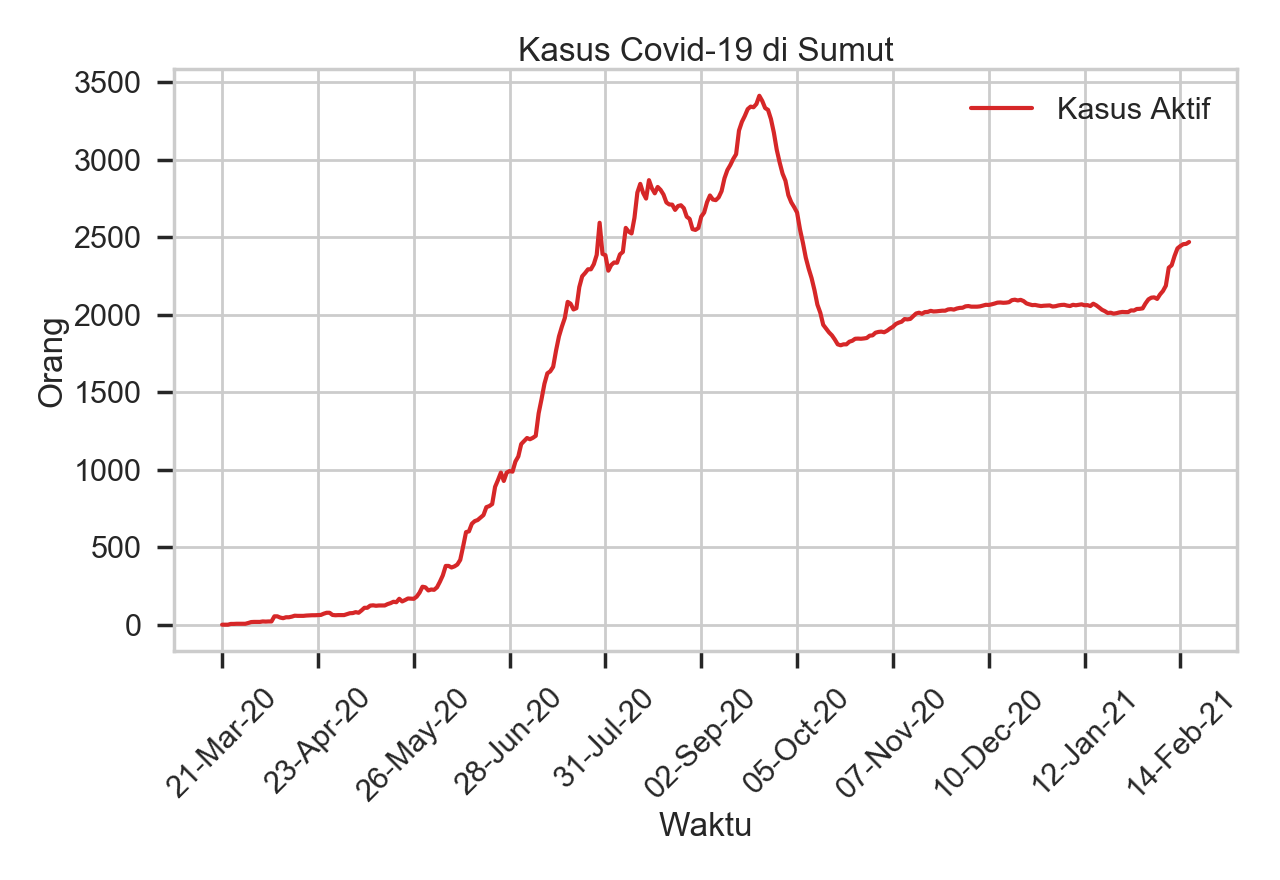 Kasus Covid-19 di Sumut
Kasus Aktif
Orang
3500
3000
2500
2000
1500
1000
500
0
21-Mar-20
23-Apr-20
26-May-20
28-Jun-20
31-Jul-20
02-Sep-20
05-Oct-20
07-Nov-20
10-Dec-20
12-Jan-21
14-Feb-21
Waktu